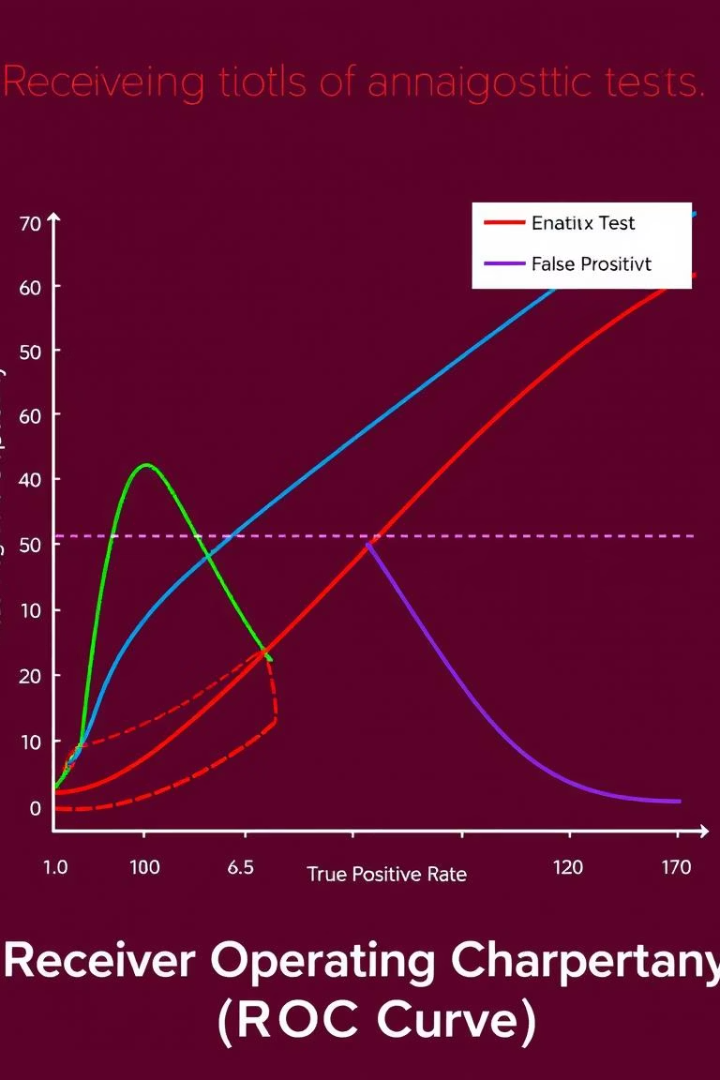 Receiveing tiotls of annaigosttic tests.
70
60
50
60
40
50
10
20
10
0
Enatiix Test
False Prositivt
1.0 100 6.5 True Positive Rate 120 170
Receiver Operating Charpertany
(ROC Curve)